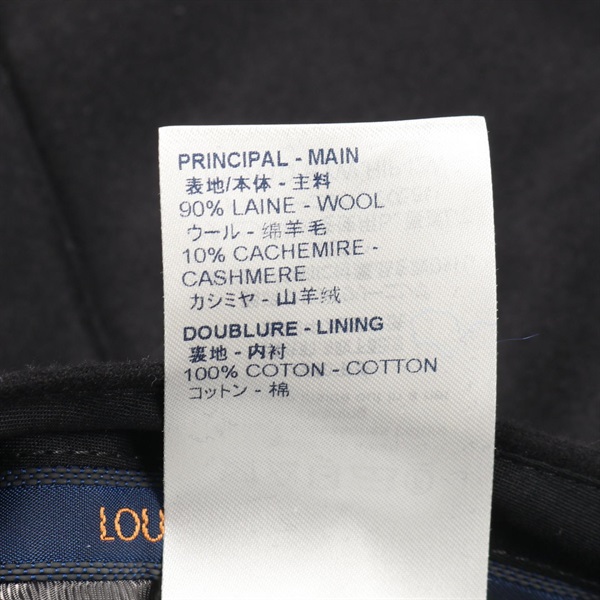 PRINCIPAL - MAIN
表地/本体 - 主料
90% LAINE - WOOL
ウール - 绵羊毛
10% CACHEMIRE -
CASHMERE
カシミヤ - 山羊绒
DOUBLURE - LINING
裏地 - 内衬
100% COTON - COTTON
コットン - 棉
LOU